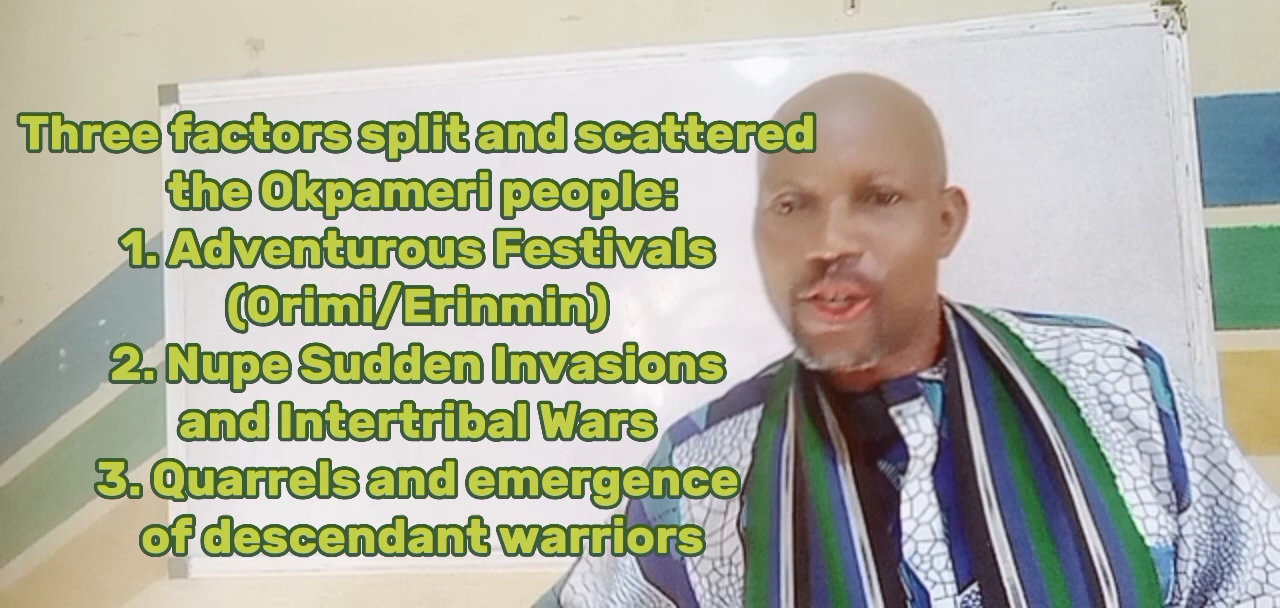 Three factors split and scattered
the Okpameri people:
1. Adventurous Festivals
(Orimi/Erinmin)
2. Nupe Sudden Invasions
and Intertribal Wars
3. Quarrels and emergence
of descendant warriors